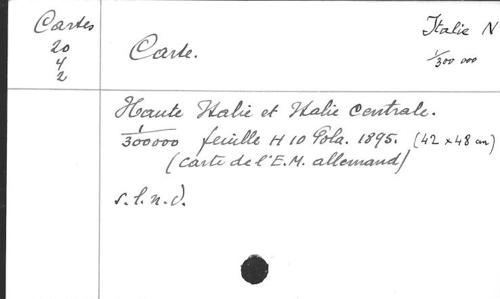 Cartes
20
4
2
Carte.
Italie N
1/300 000
Haute Italie et Italie Centrale.
1/300000 feuille H 10 Pola. 1895. (42 x 48 cm)
(Carte de l'E.M. allemand)
s.l.n.d.